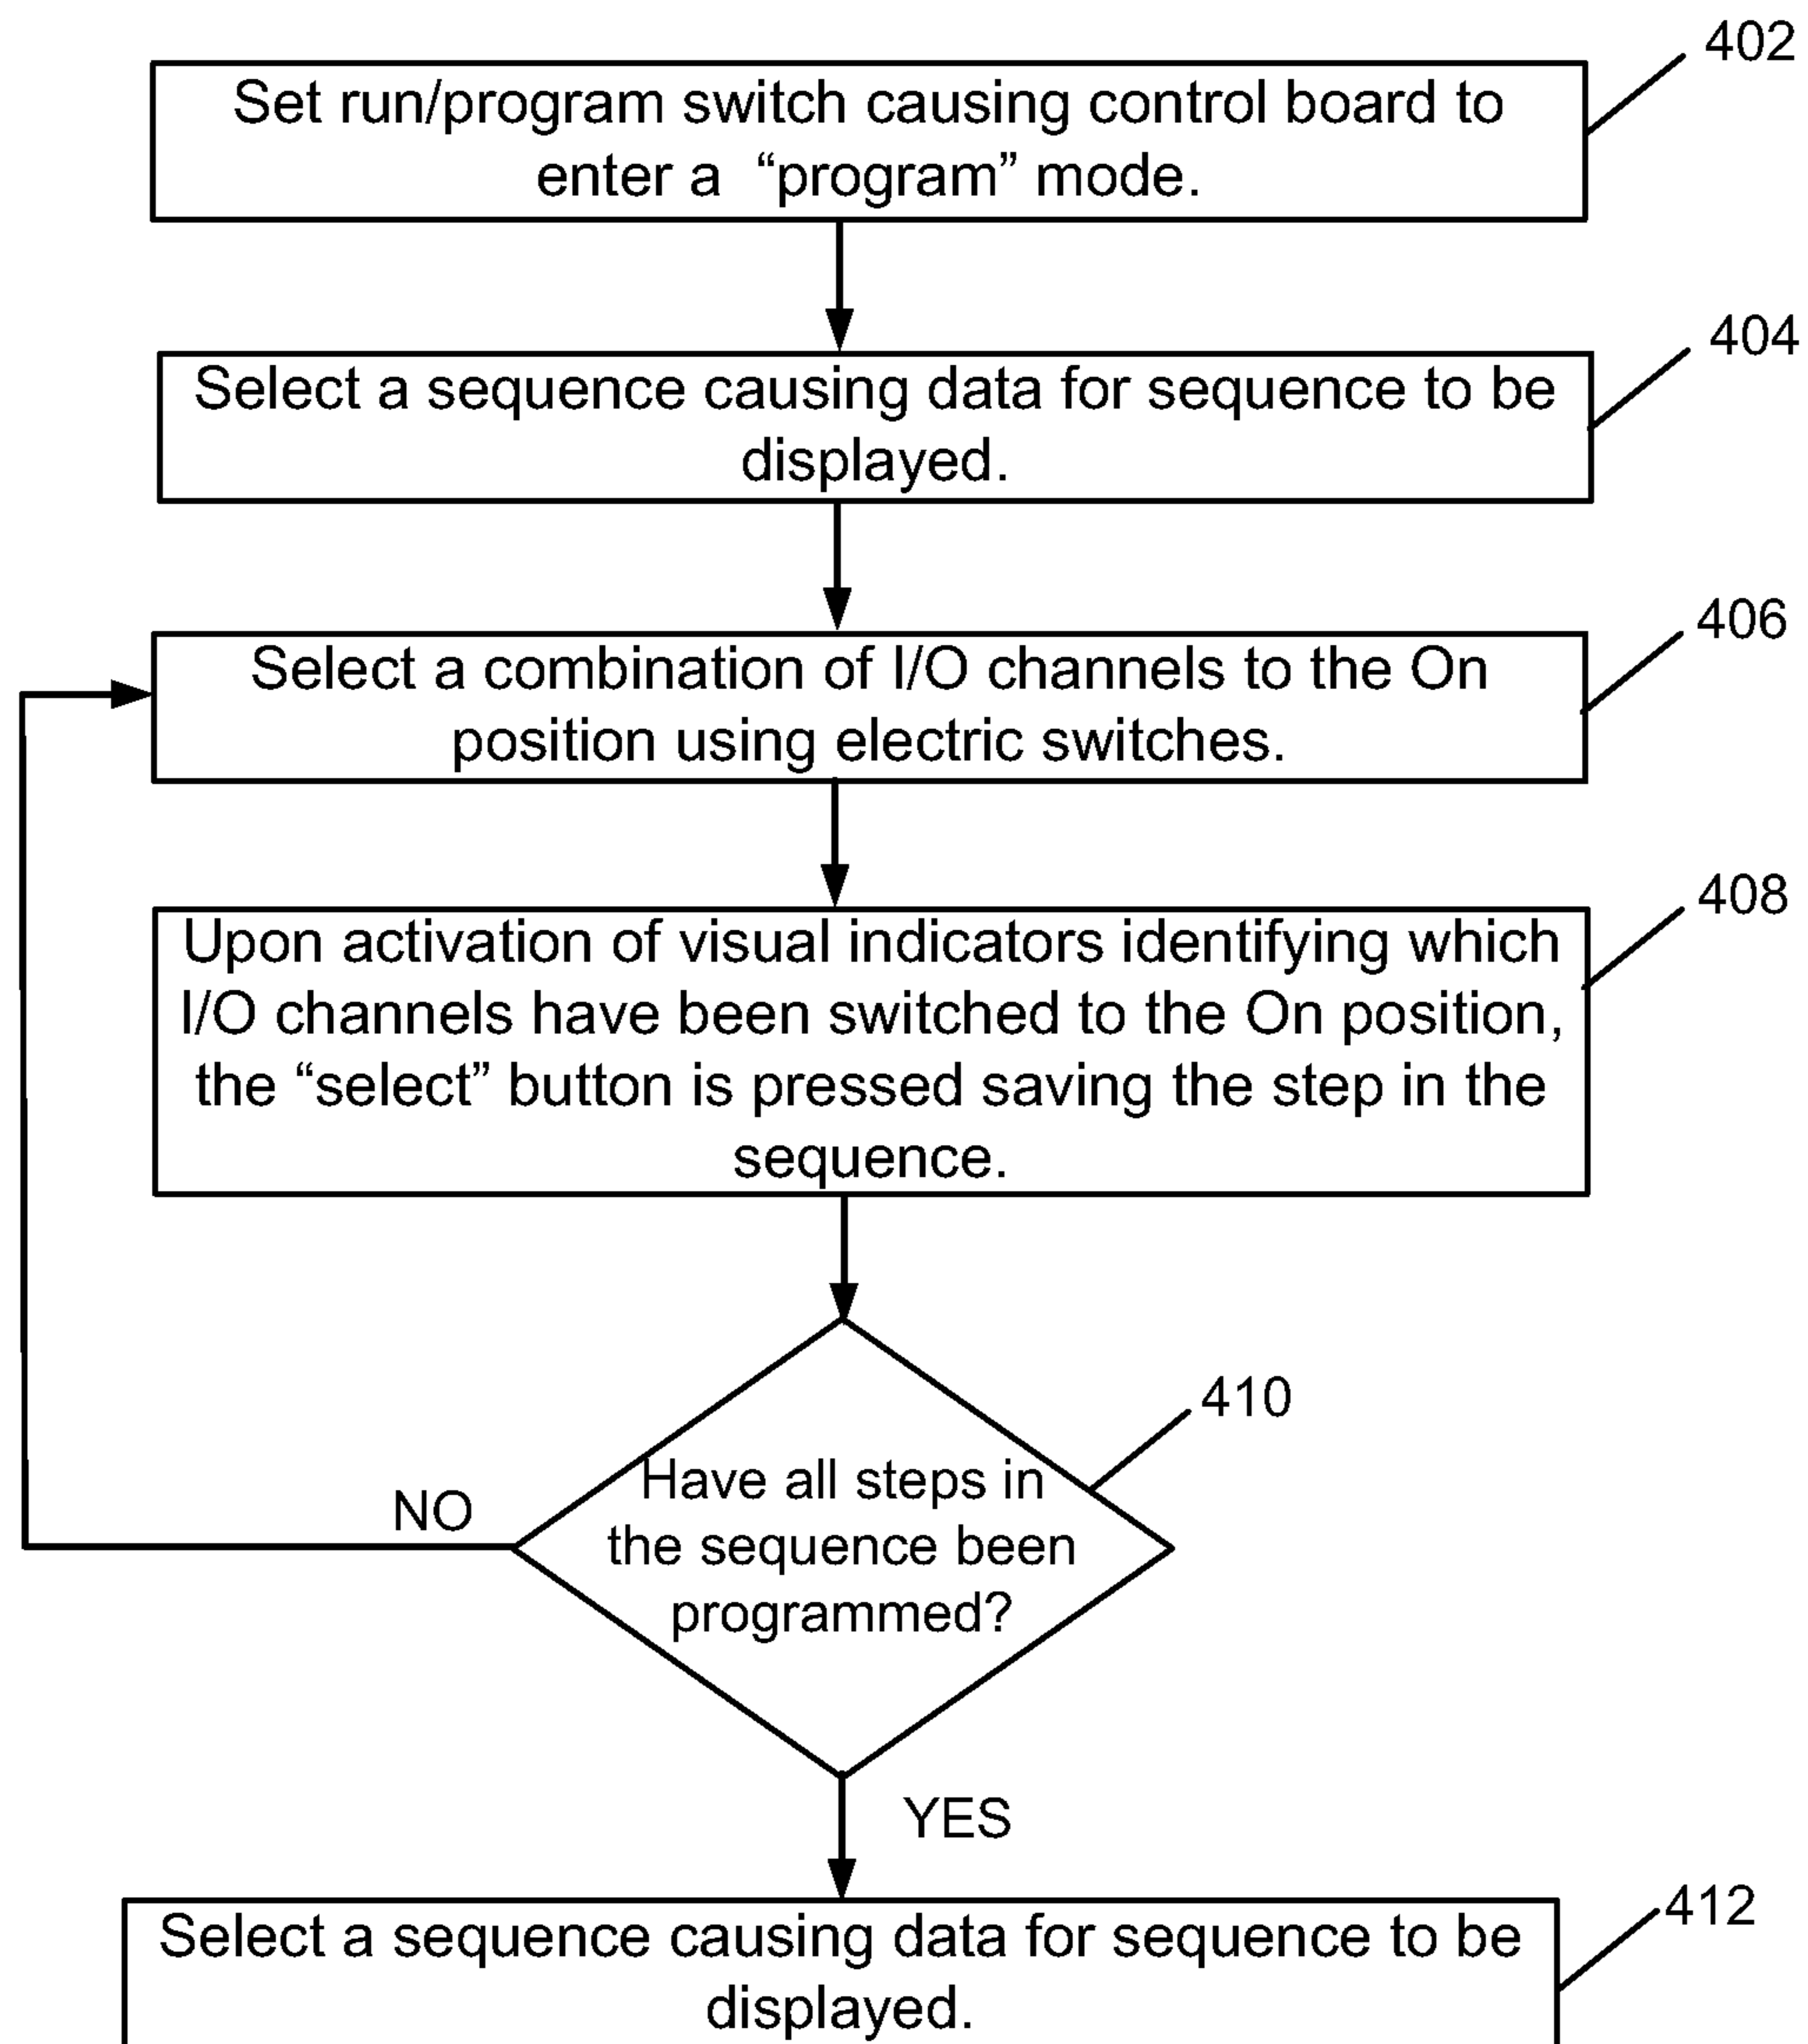 402
Set run/program switch causing control board to
enter a “program” mode.
404
Select a sequence causing data for sequence to be
displayed.
406
Select a combination of I/O channels to the On
position using electric switches.
408
Upon activation of visual indicators identifying which
I/O channels have been switched to the On position,
the “select” button is pressed saving the step in the
sequence.
410
Have all steps in
the sequence been
programmed?
NO
YES
412
Select a sequence causing data for sequence to be
displayed.